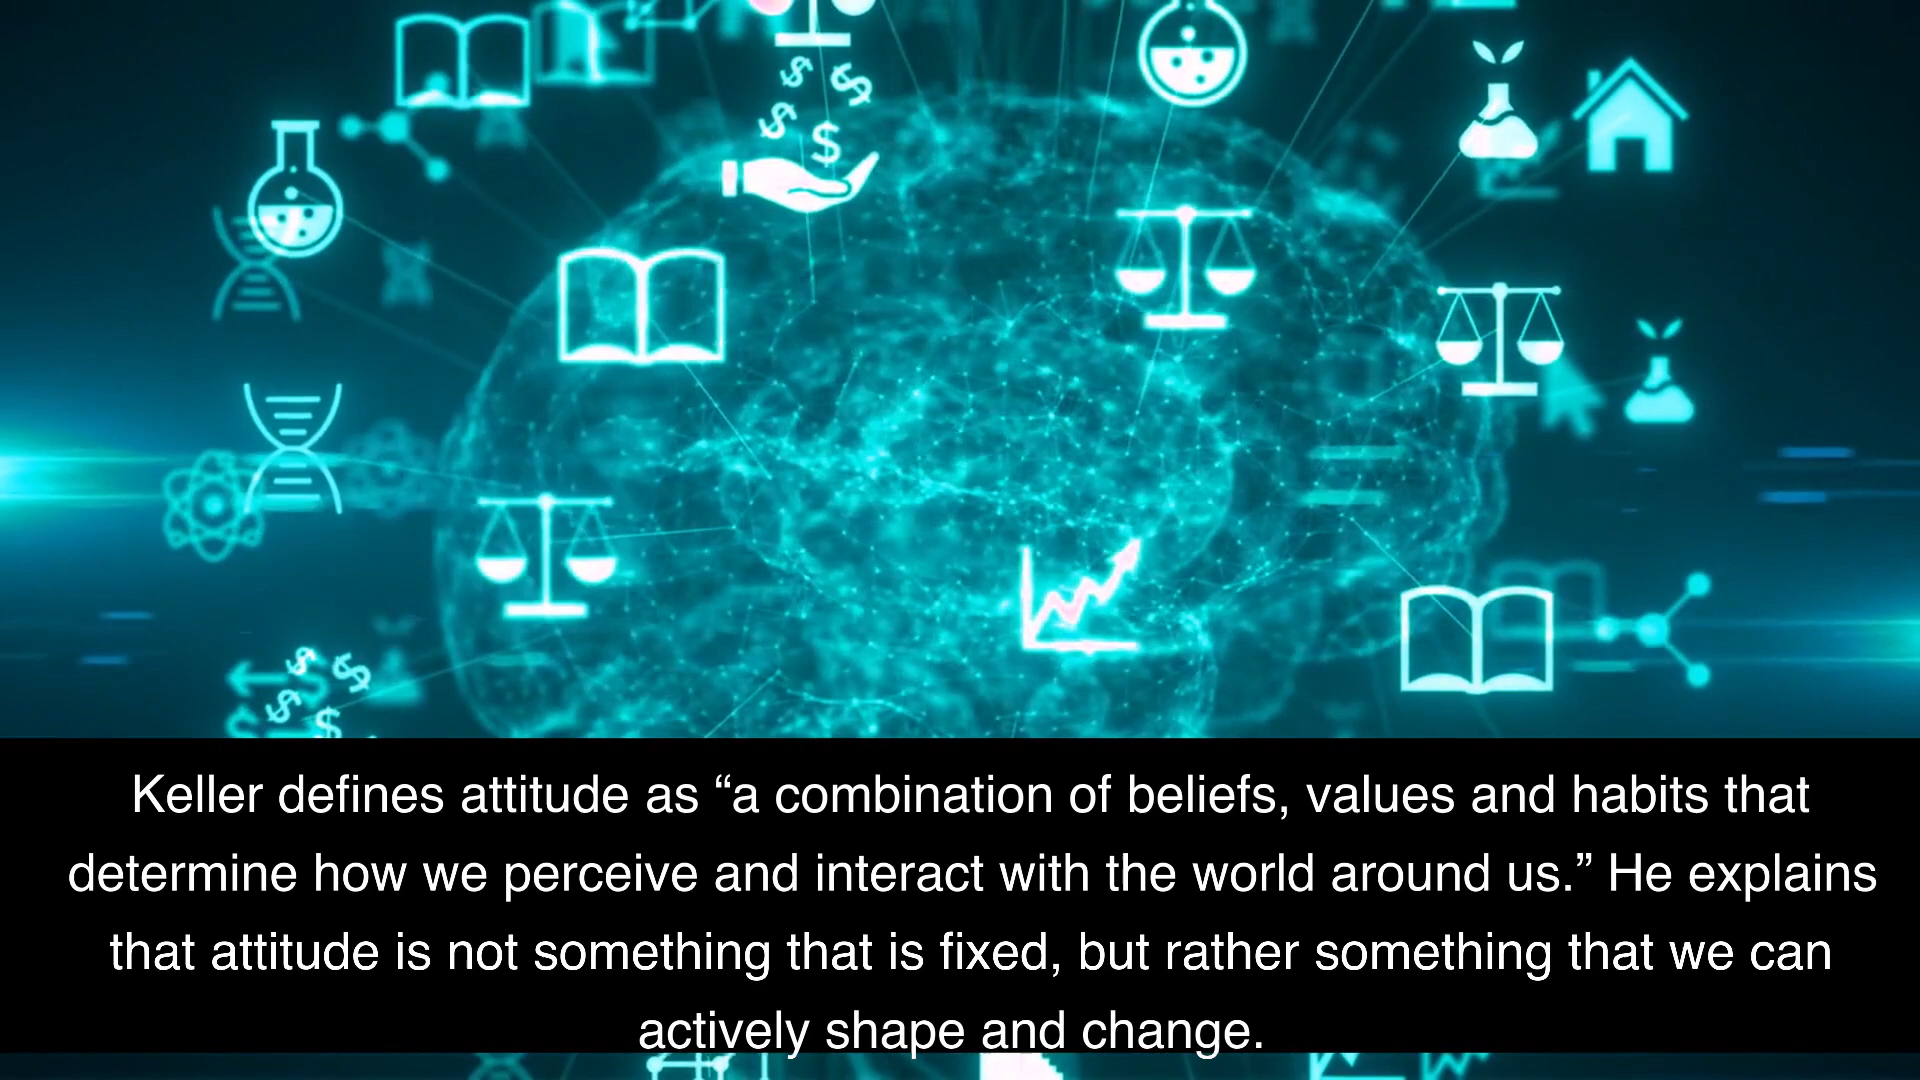 Keller defines attitude as “a combination of beliefs, values and habits that
determine how we perceive and interact with the world around us.” He explains
that attitude is not something that is fixed, but rather something that we can
actively shape and change.